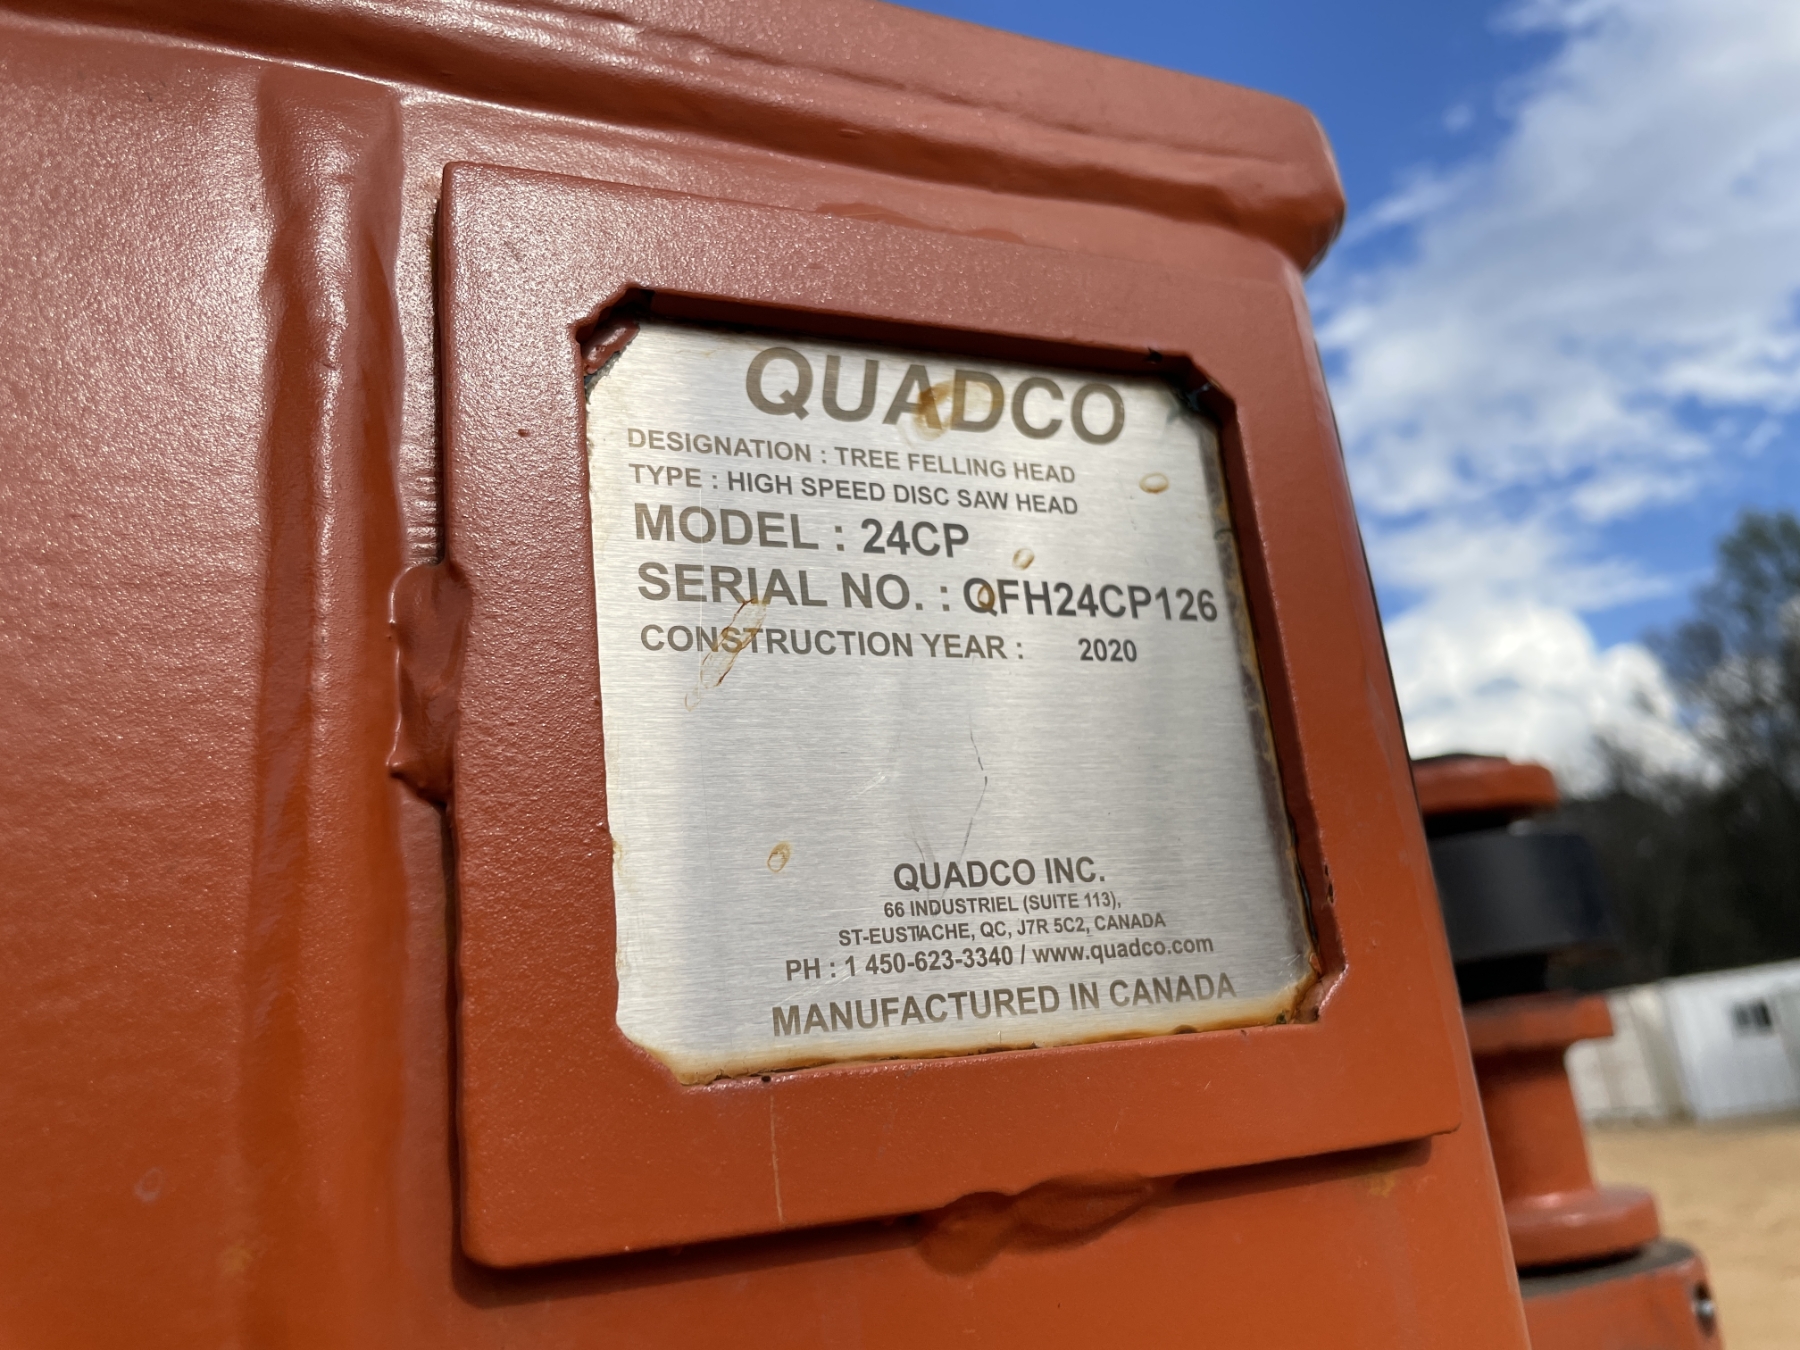 QUADCO
DESIGNATION : TREE FELLING HEAD
TYPE : HIGH SPEED DISC SAW HEAD
MODEL : 24CP
SERIAL NO. : QFH24CP126
CONSTRUCTION YEAR : 2020
QUADCO INC.
66 INDUSTRIEL (SUITE 113),
ST-EUSTACHE, QC, J7R 5C2, CANADA
PH : 1 450-623-3340 / www.quadco.com
MANUFACTURED IN CANADA